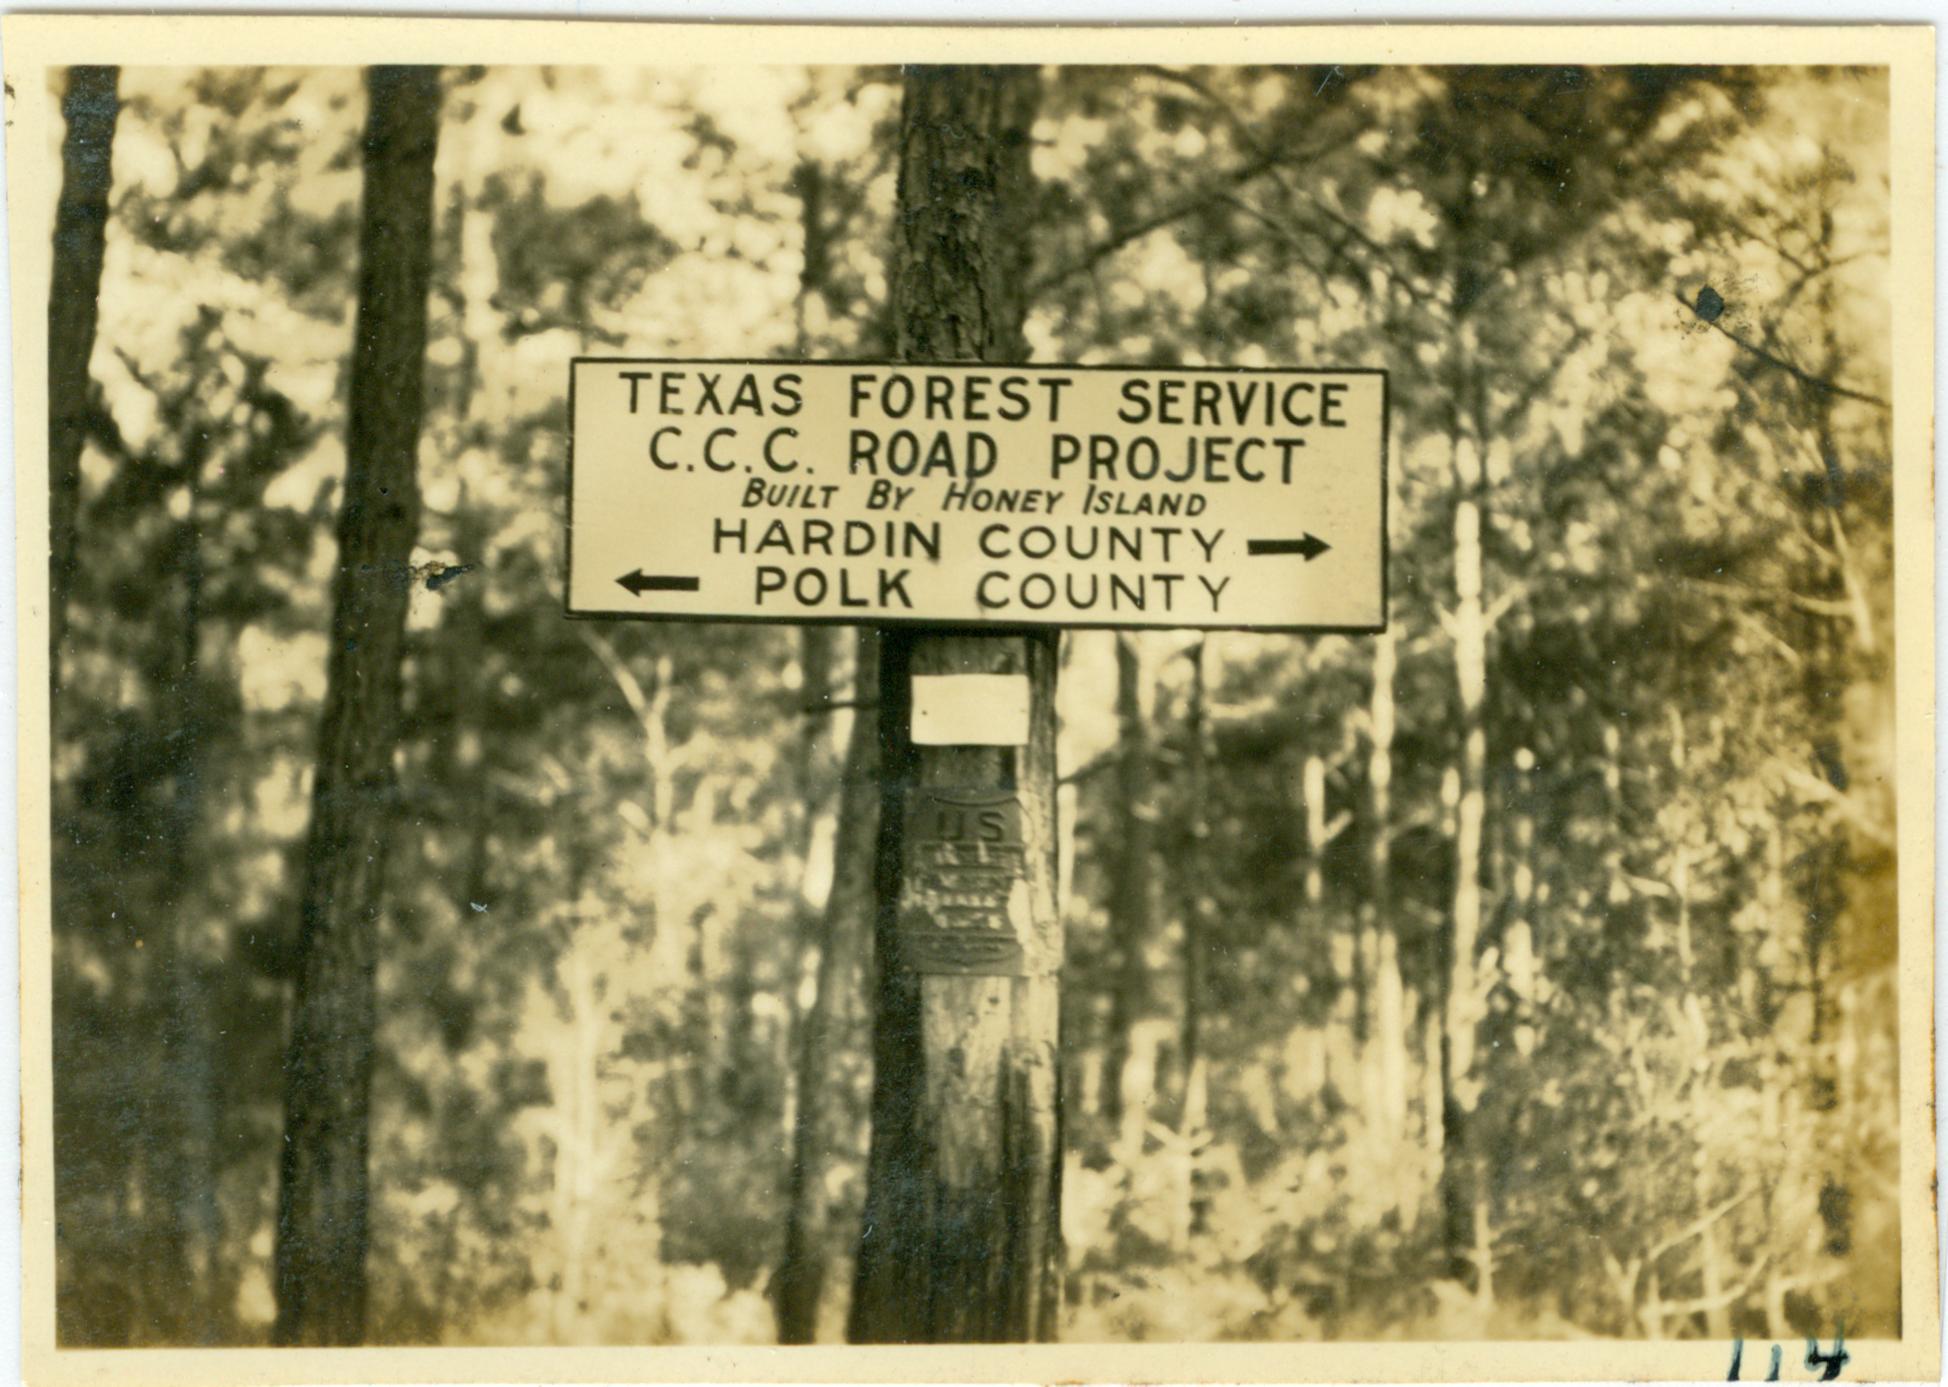 TEXAS FOREST SERVICE
C.C.C. ROAD PROJECT
BUILT BY HONEY ISLAND
HARDIN COUNTY →
← POLK COUNTY
US
114